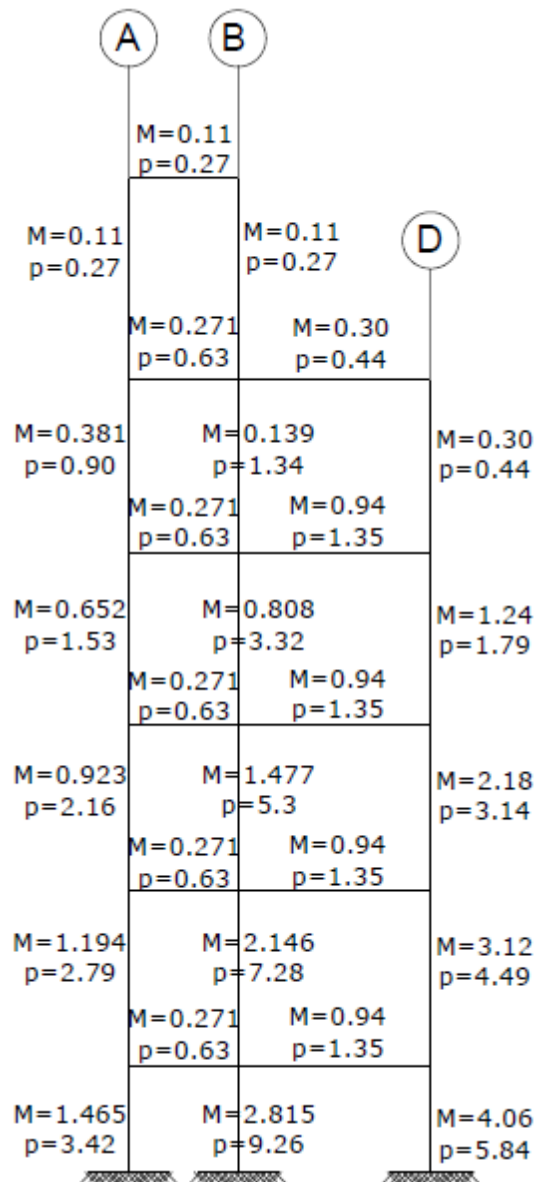 A B
M=0.11
p=0.27
M=0.11
p=0.27
M=0.11
p=0.27
D
M=0.271
p=0.63
M=0.30
p=0.44
M=0.381
p=0.90
M=0.139
p=1.34
M=0.30
p=0.44
M=0.271
p=0.63
M=0.94
p=1.35
M=0.652
p=1.53
M=0.808
p=3.32
M=1.24
p=1.79
M=0.271
p=0.63
M=0.94
p=1.35
M=0.923
p=2.16
M=1.477
p=5.3
M=2.18
p=3.14
M=0.271
p=0.63
M=0.94
p=1.35
M=1.194
p=2.79
M=2.146
p=7.28
M=3.12
p=4.49
M=0.271
p=0.63
M=0.94
p=1.35
M=1.465
p=3.42
M=2.815
p=9.26
M=4.06
p=5.84